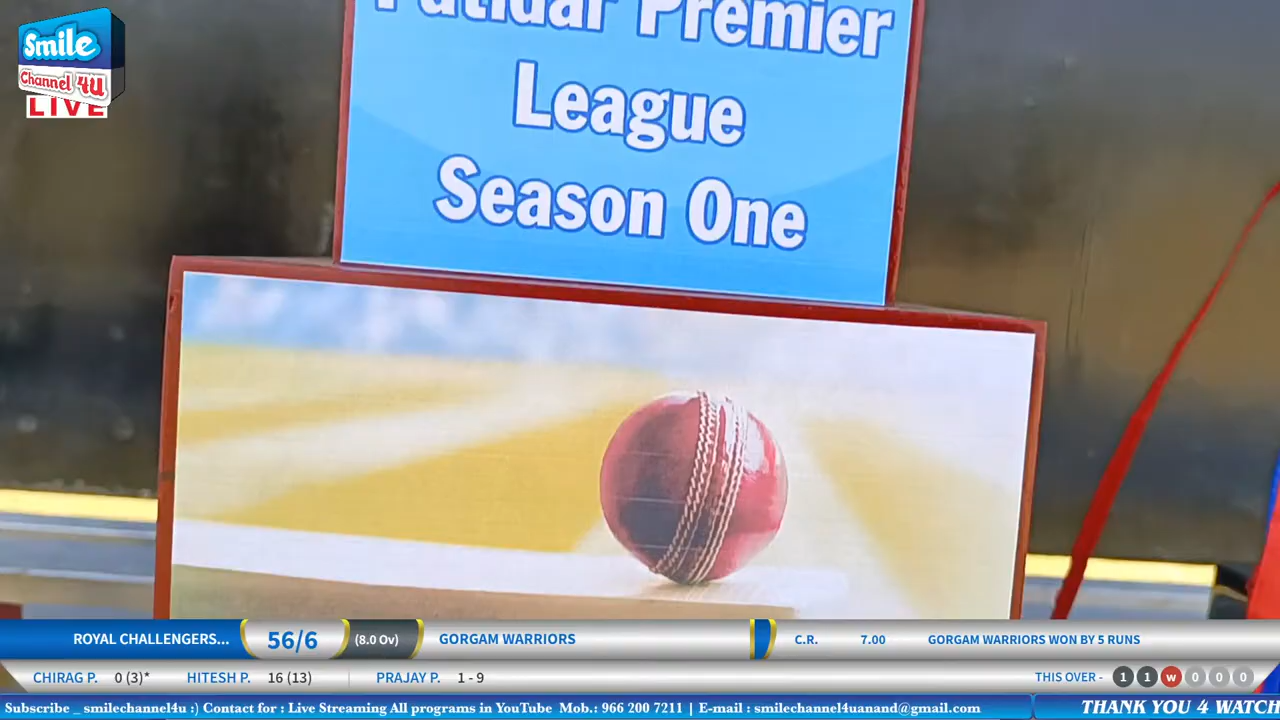 Smile
Channel 4U
LIVE
Patidar Premier
League
Season One
ROYAL CHALLENGERS... 56/6 (8.0 Ov) GORGAM WARRIORS C.R. 7.00 GORGAM WARRIORS WON BY 5 RUNS
CHIRAG P. 0 (3)* HITESH P. 16 (13) PRAJAY P. 1 - 9 THIS OVER - 1 1 W 0 0 0
Subscribe _ smilechannel4u :) Contact for : Live Streaming All programs in YouTube Mob.: 966 200 7211 | E-mail : smilechannel4uanand@gmail.com THANK YOU 4 WATCH